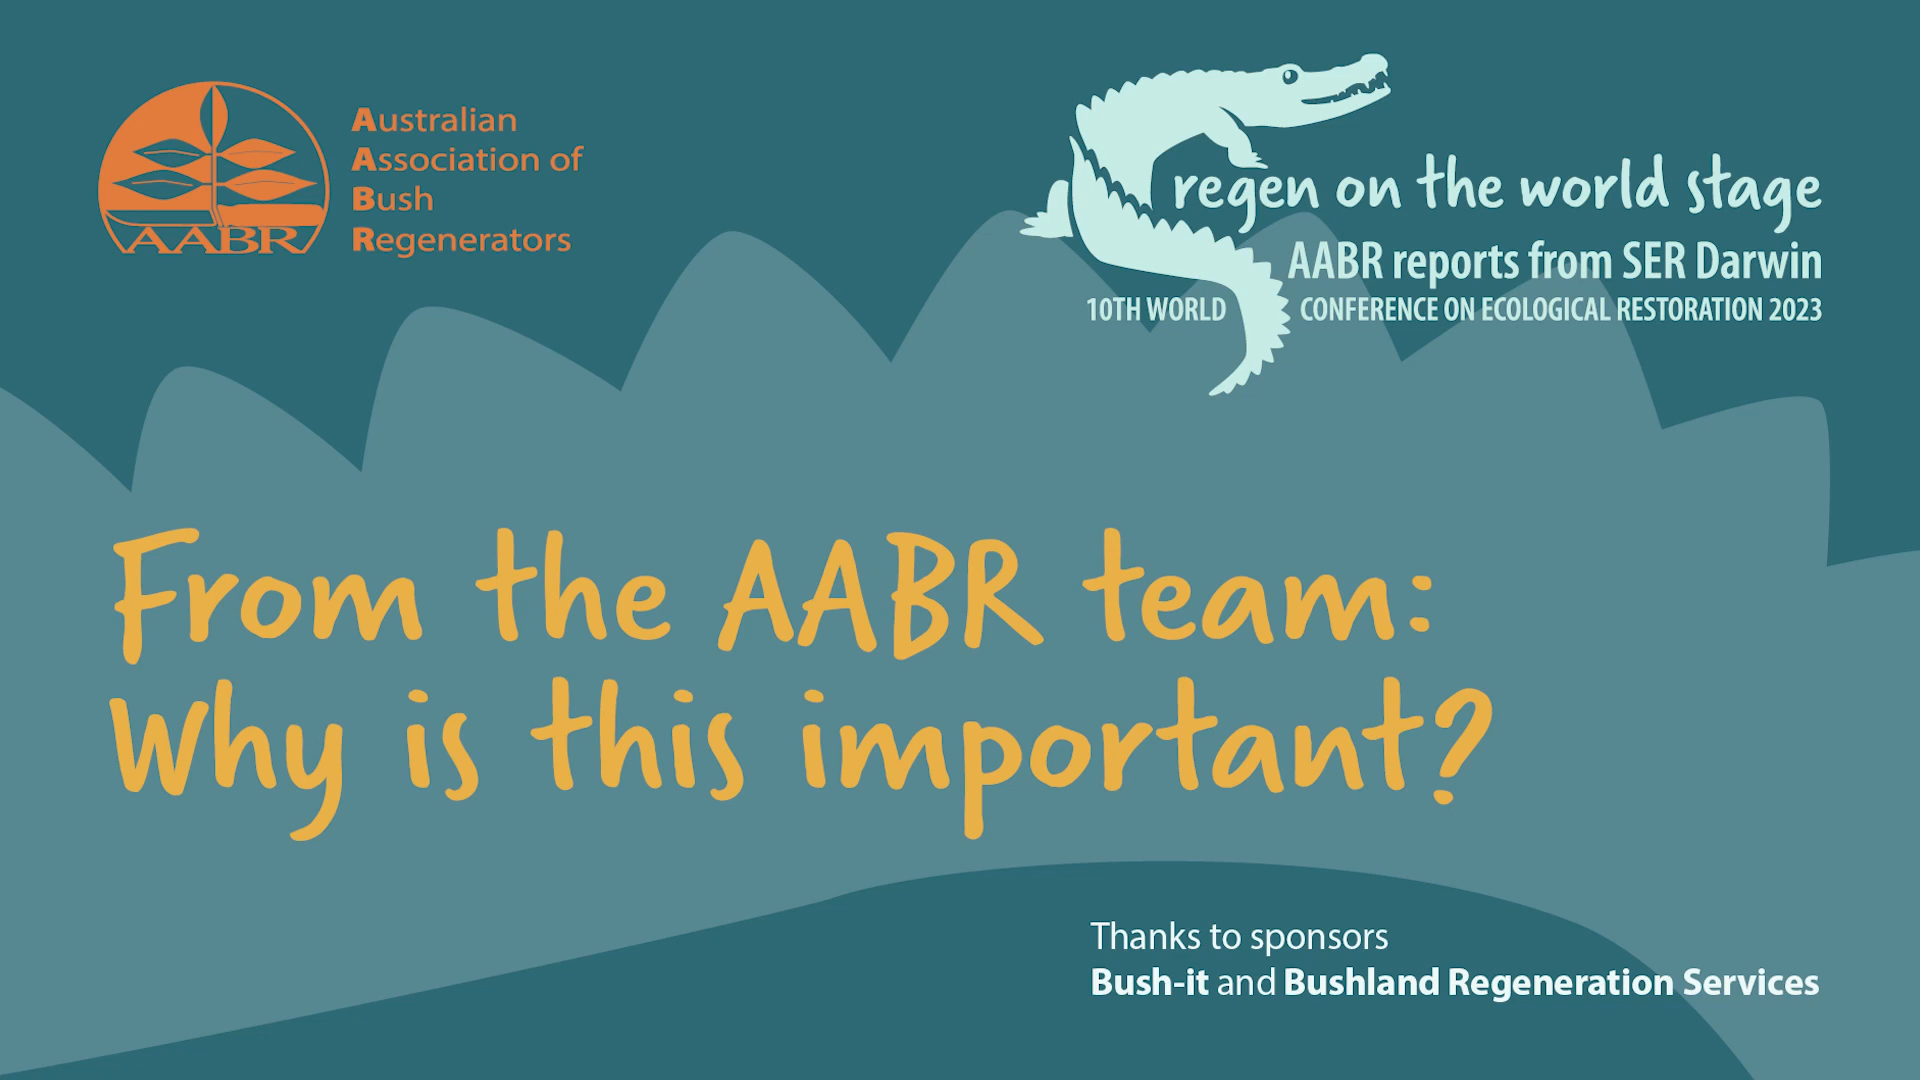 Australian
Association of
Bush
Regenerators
AABR
regen on the world stage
AABR reports from SER Darwin
10TH WORLD CONFERENCE ON ECOLOGICAL RESTORATION 2023
From the AABR team:
Why is this important?
Thanks to sponsors
Bush-it and Bushland Regeneration Services